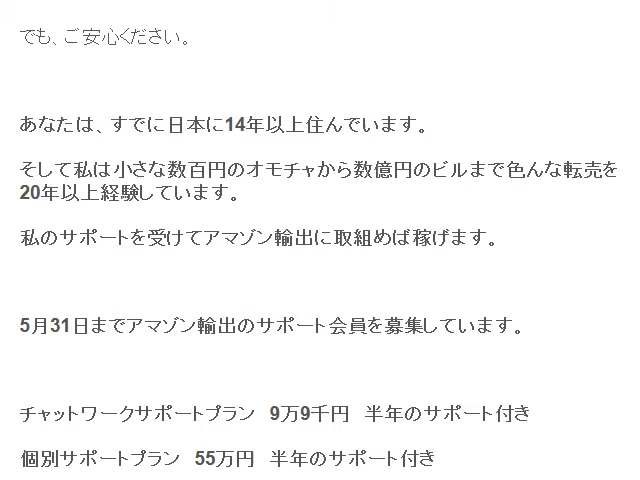 でも、ご安心ください。
あなたは、すでに日本に14年以上住んでいます。
そして私は小さな数百円のオモチャから数億円のビルまで色んな転売を
20年以上経験しています。
私のサポートを受けてアマゾン輸出に取組めば稼げます。
5月31日までアマゾン輸出のサポート会員を募集しています。
チャットワークサポートプラン　9万9千円　半年のサポート付き
個別サポートプラン　55万円　半年のサポート付き